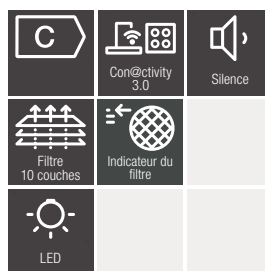 C
Con@ctivity
3.0
Silence
Filtre
10 couches
Indicateur du
filtre
LED